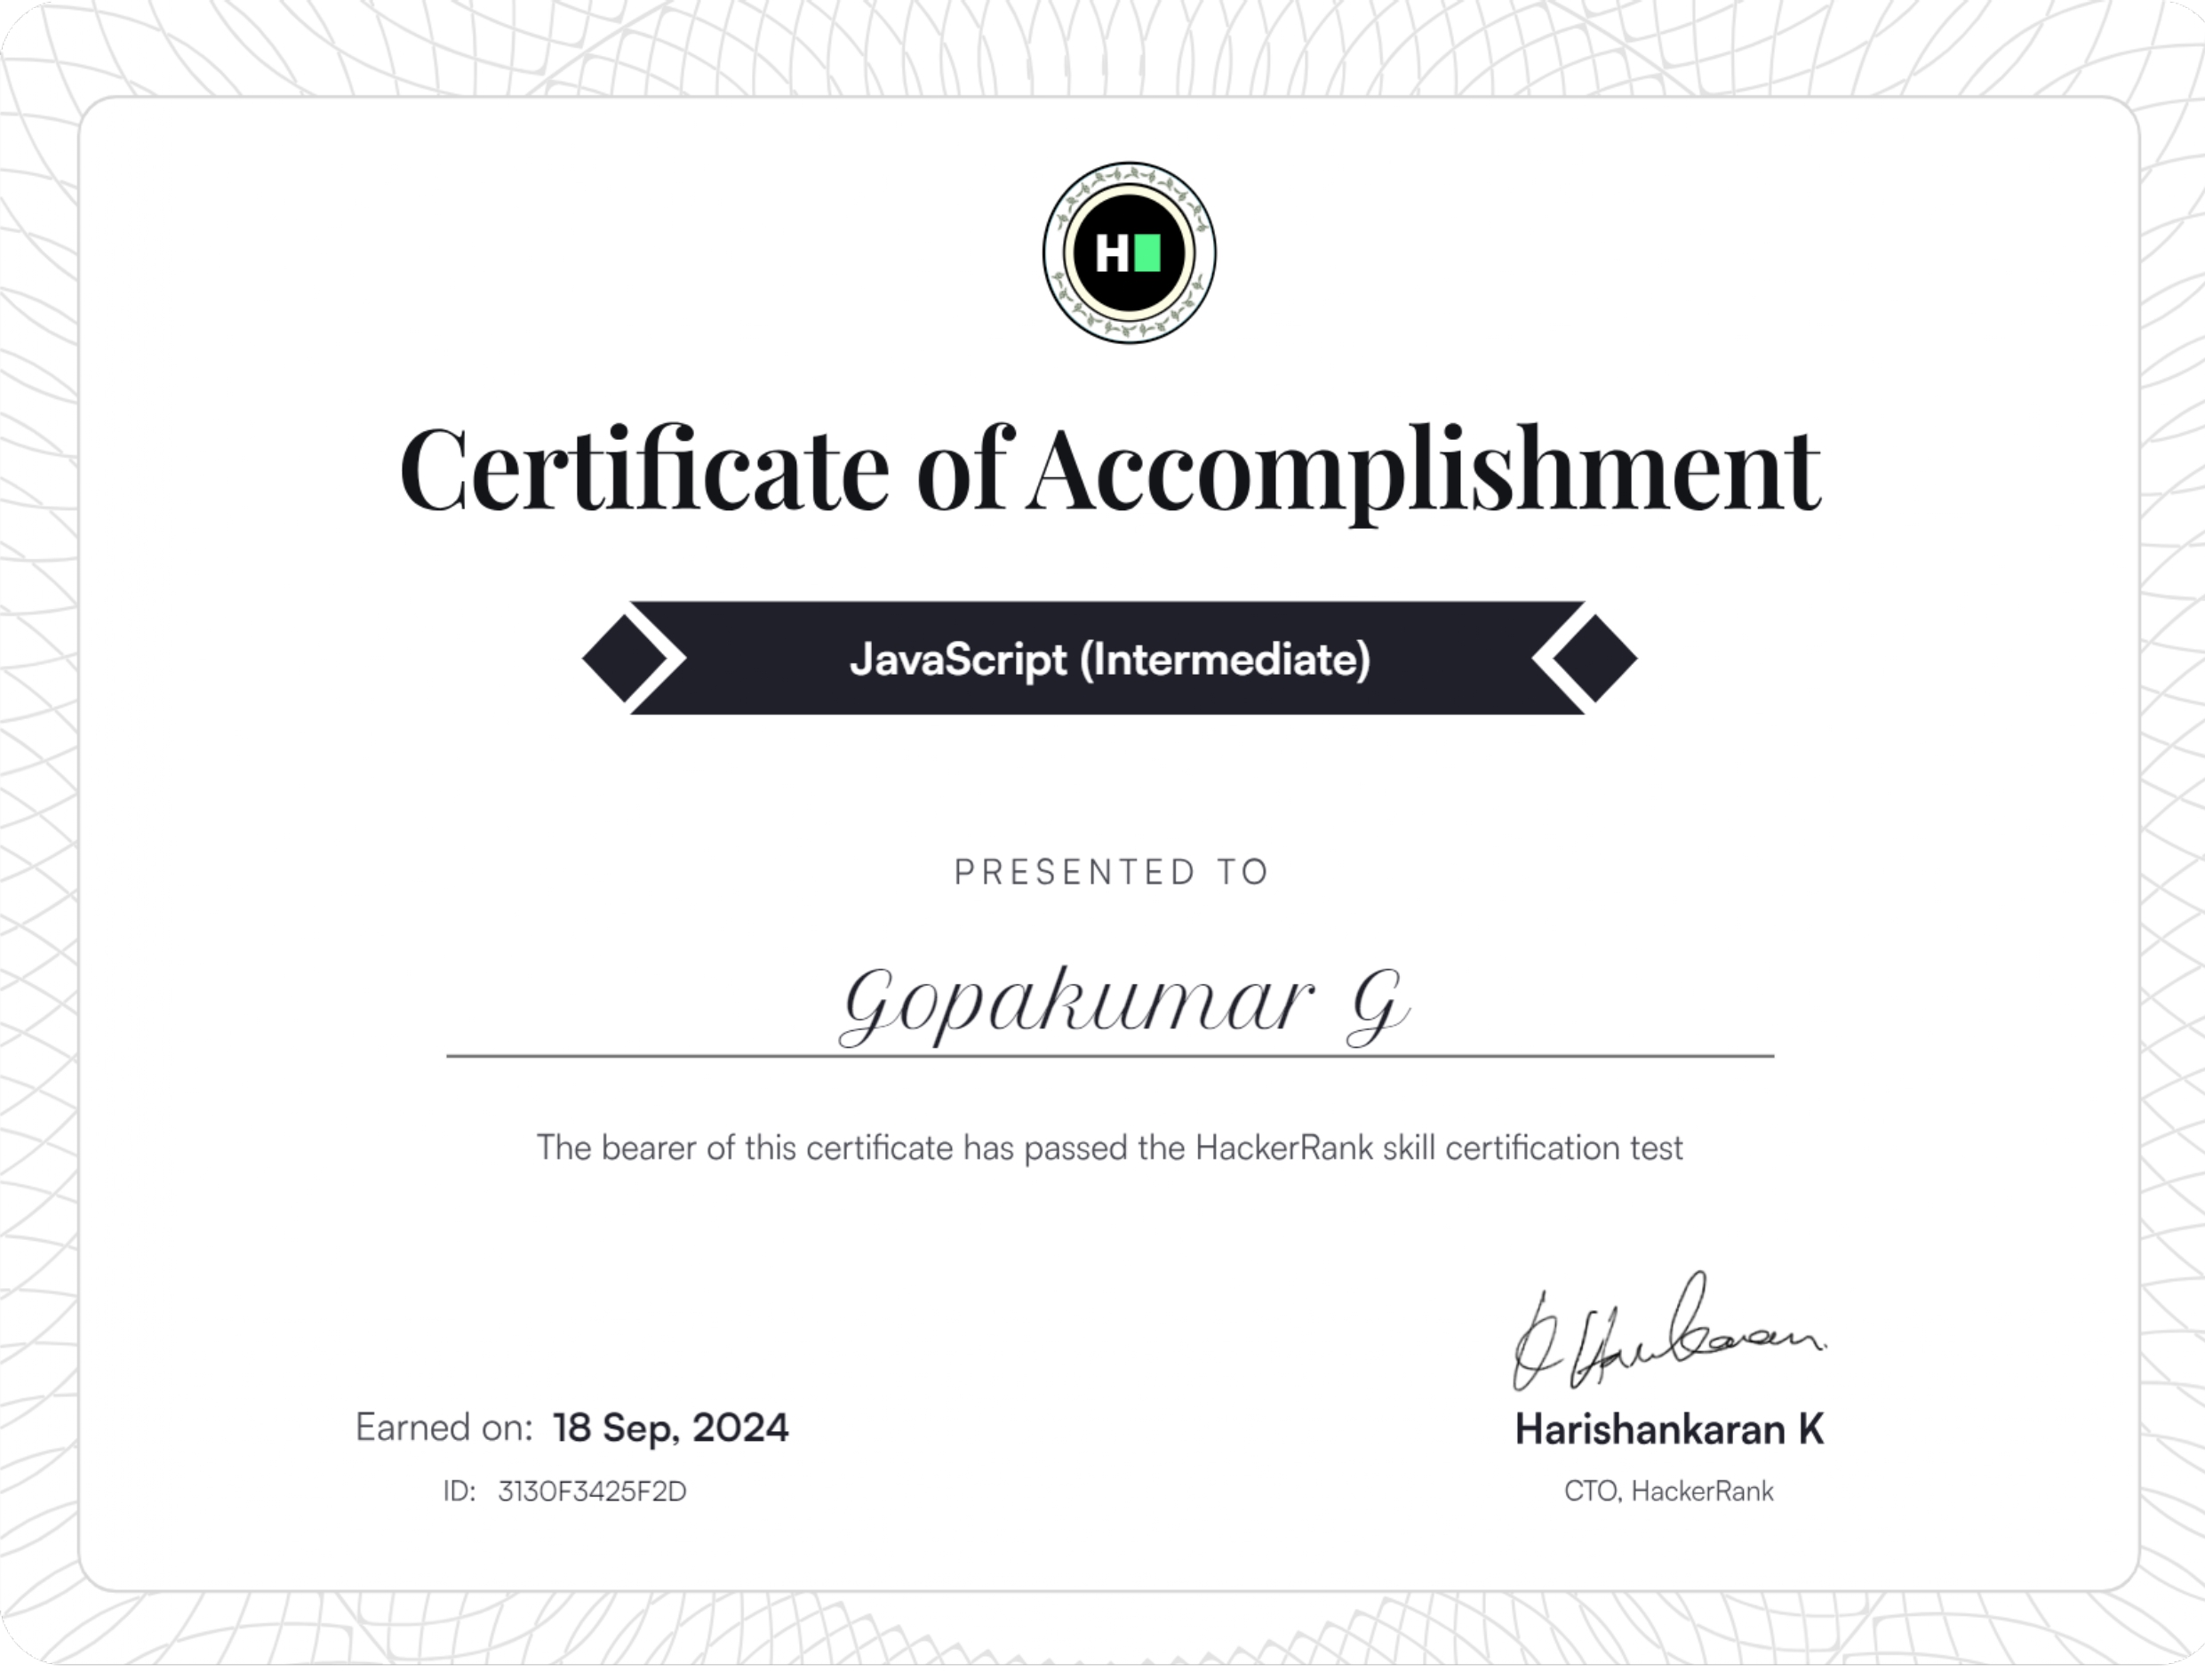 H
Certificate of Accomplishment
JavaScript (Intermediate)
PRESENTED TO
Gopakumar G
The bearer of this certificate has passed the HackerRank skill certification test
Earned on: 18 Sep, 2024
ID: 3130F3425F2D
Harishankaran K
CTO, HackerRank